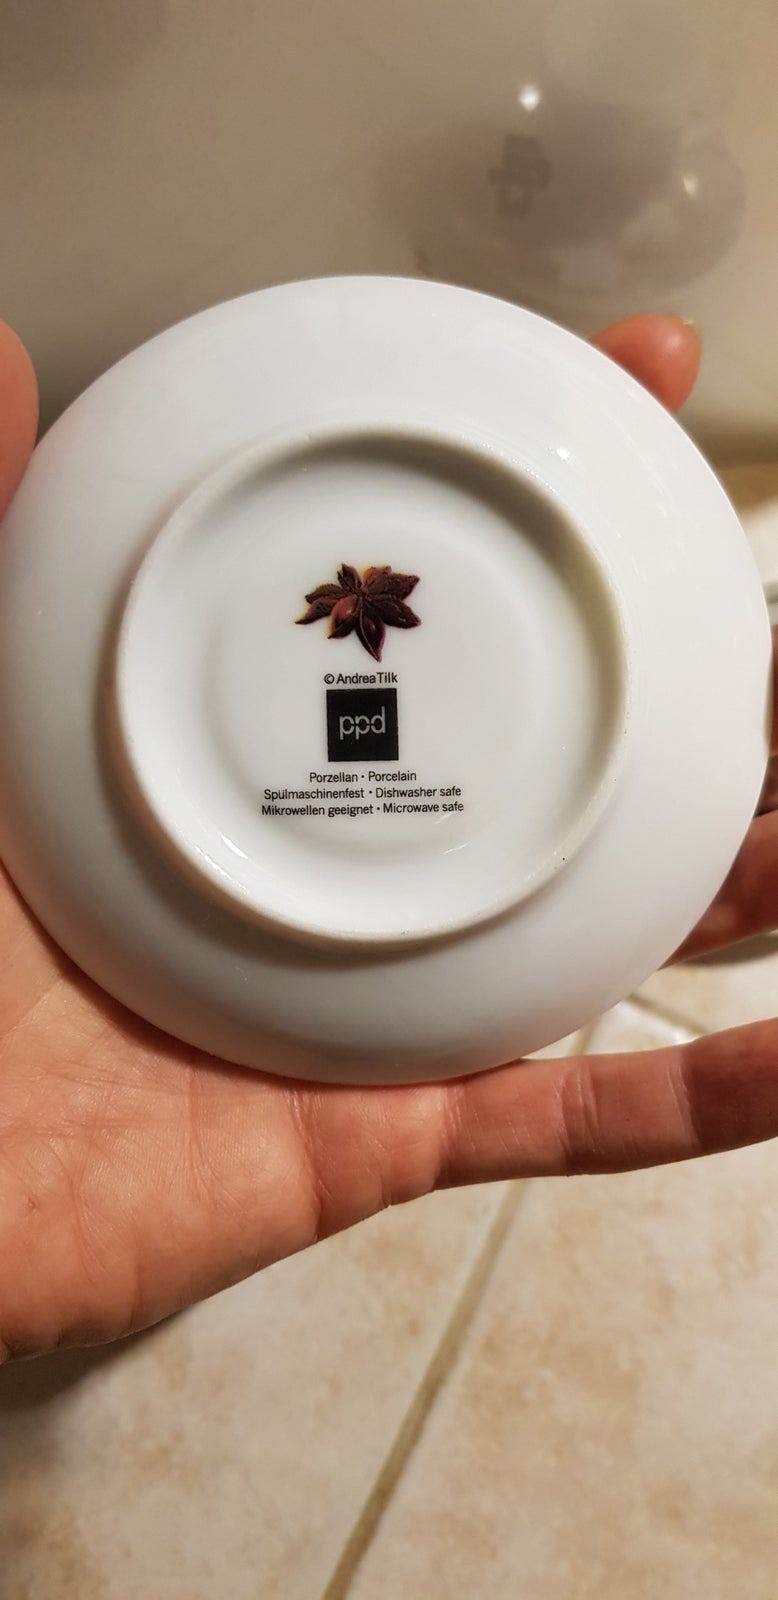 © Andrea Tilk
ppd
Porzellan • Porcelain
Spülmaschinenfest • Dishwasher safe
Mikrowellen geeignet • Microwave safe